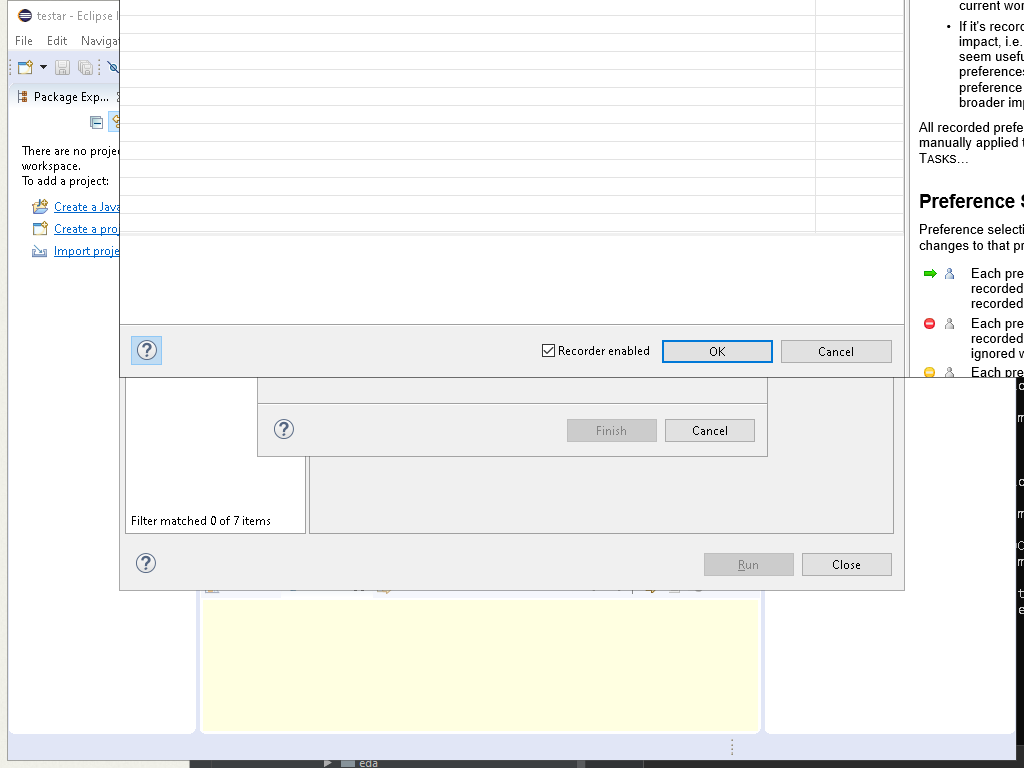 testar - Eclipse
File Edit Naviga
Package Exp...
There are no proje
workspace.
To add a project:
Create a Java
Create a pro
Import proje
Recorder enabled
OK
Cancel
Finish
Cancel
Filter matched 0 of 7 items
Run
Close
eda
current wor
• If it's record
impact, i.e.
seem usefu
preferences
preference
broader imp
All recorded prefe
manually applied t
TASKS...
Preference S
Preference selecti
changes to that pr
Each pre
recorded
recorded
Each pre
recorded
ignored w
Each pre